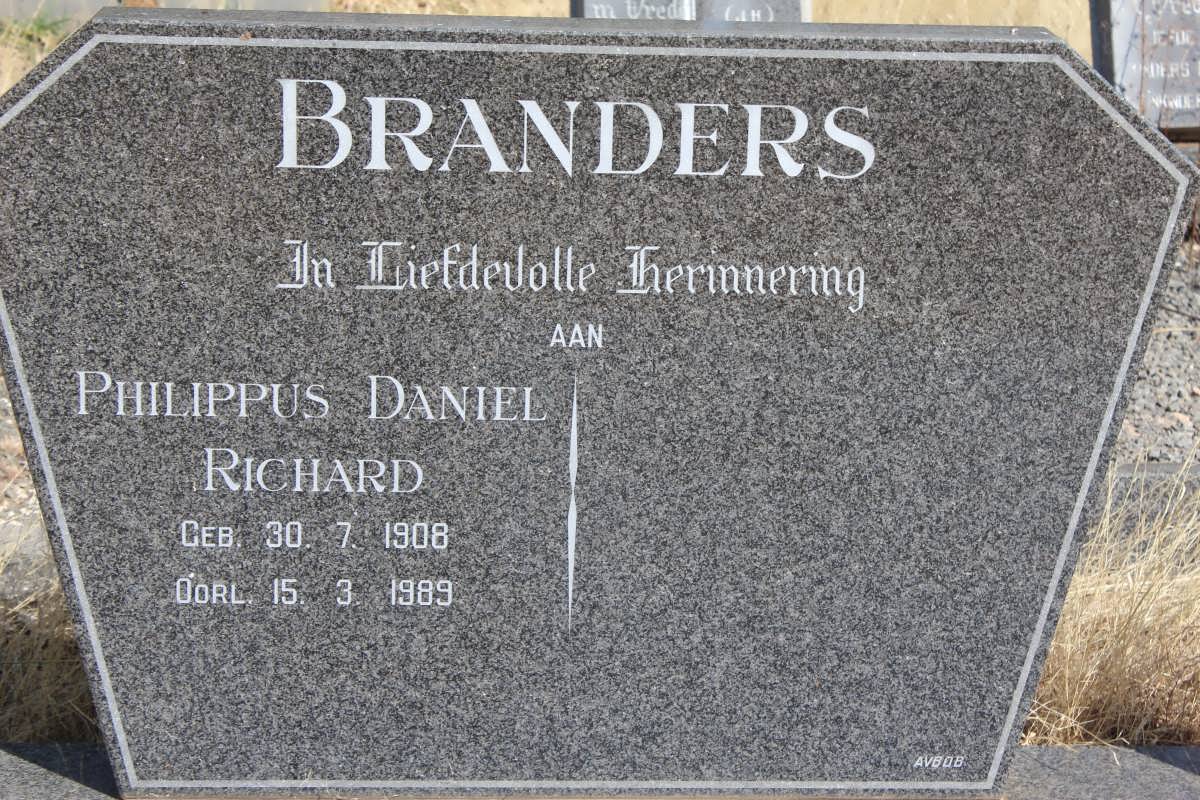 BRANDERS
In Liefdevolle Herinnering
AAN
PHILIPPUS DANIEL
RICHARD
GEB. 30. 7. 1908
OORL. 15. 3. 1989
AVBOB